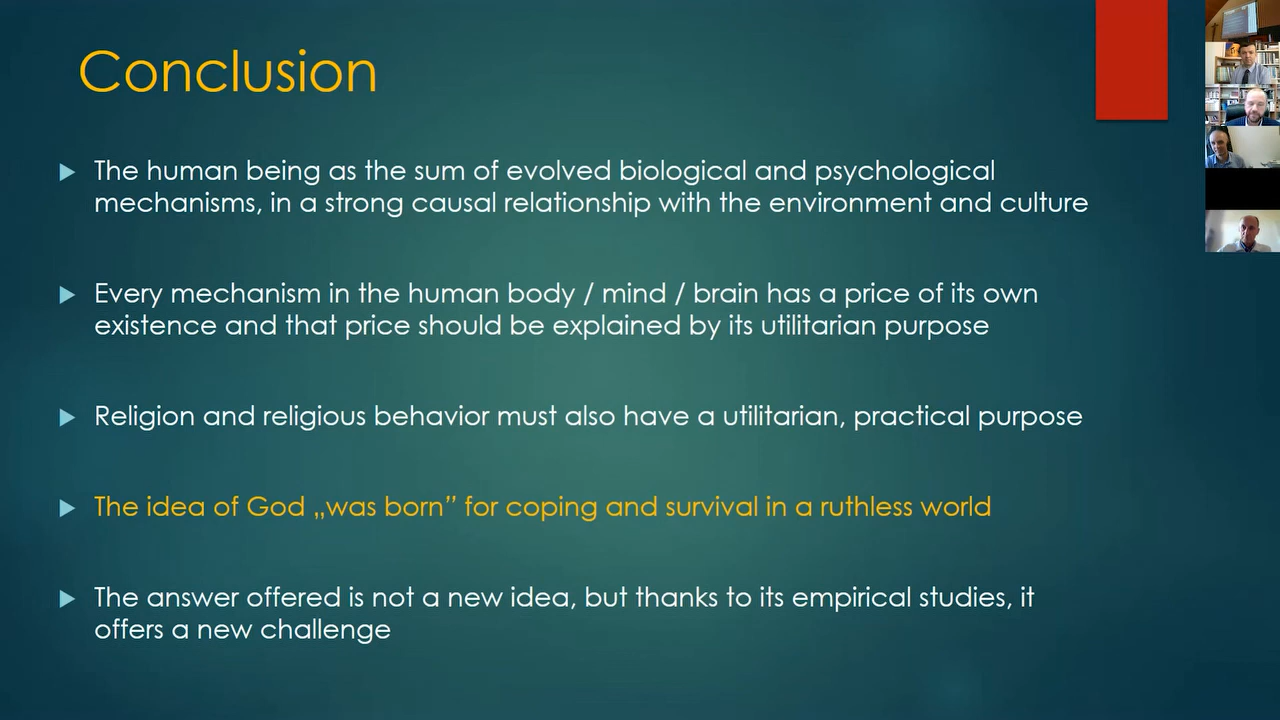 Conclusion
The human being as the sum of evolved biological and psychological
mechanisms, in a strong causal relationship with the environment and culture
Every mechanism in the human body / mind / brain has a price of its own
existence and that price should be explained by its utilitarian purpose
Religion and religious behavior must also have a utilitarian, practical purpose
The idea of God „was born” for coping and survival in a ruthless world
The answer offered is not a new idea, but thanks to its empirical studies, it
offers a new challenge